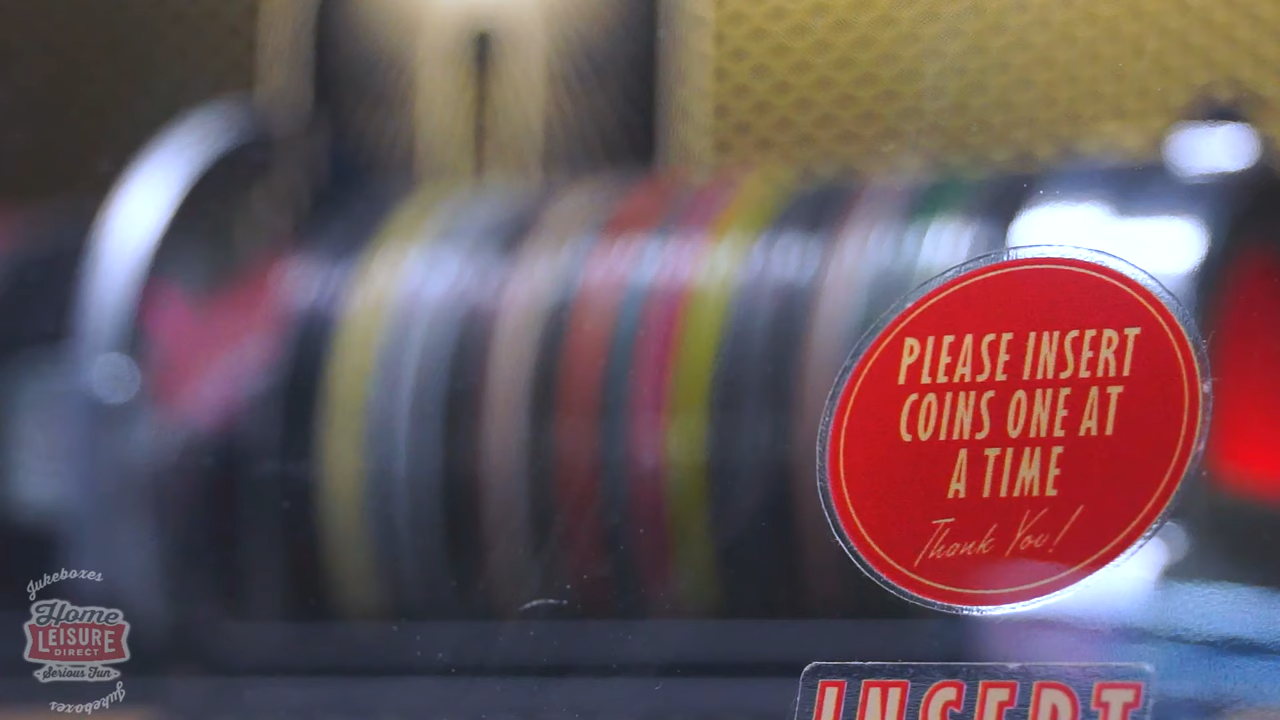 PLEASE INSERT
COINS ONE AT
A TIME
Thank You!
INSERT
Jukeboxes
Home
LEISURE
DIRECT
Serious Fun
Jukeboxes